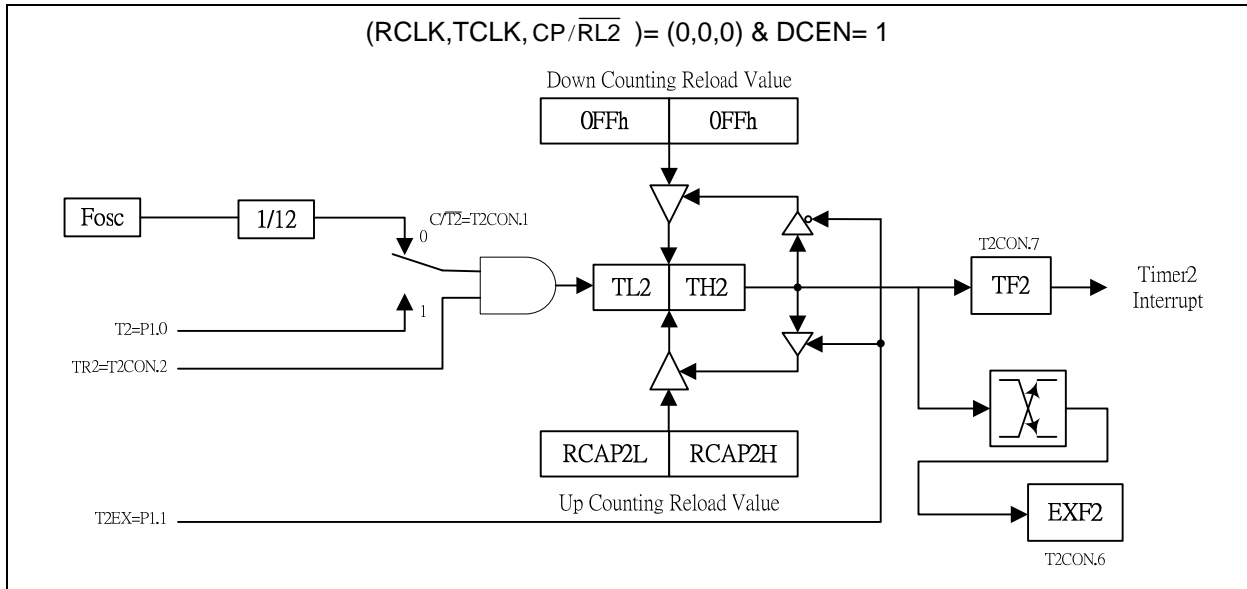 (RCLK,TCLK, CP/R̅L̅2̅ )= (0,0,0) & DCEN= 1
Down Counting Reload Value
0FFh 0FFh
Fosc
1/12
C/T̅2̅=T2CON.1
0
1
T2=P1.0
TR2=T2CON.2
TL2 TH2
T2CON.7
TF2
Timer2
Interrupt
RCAP2L RCAP2H
Up Counting Reload Value
T2EX=P1.1
EXF2
T2CON.6